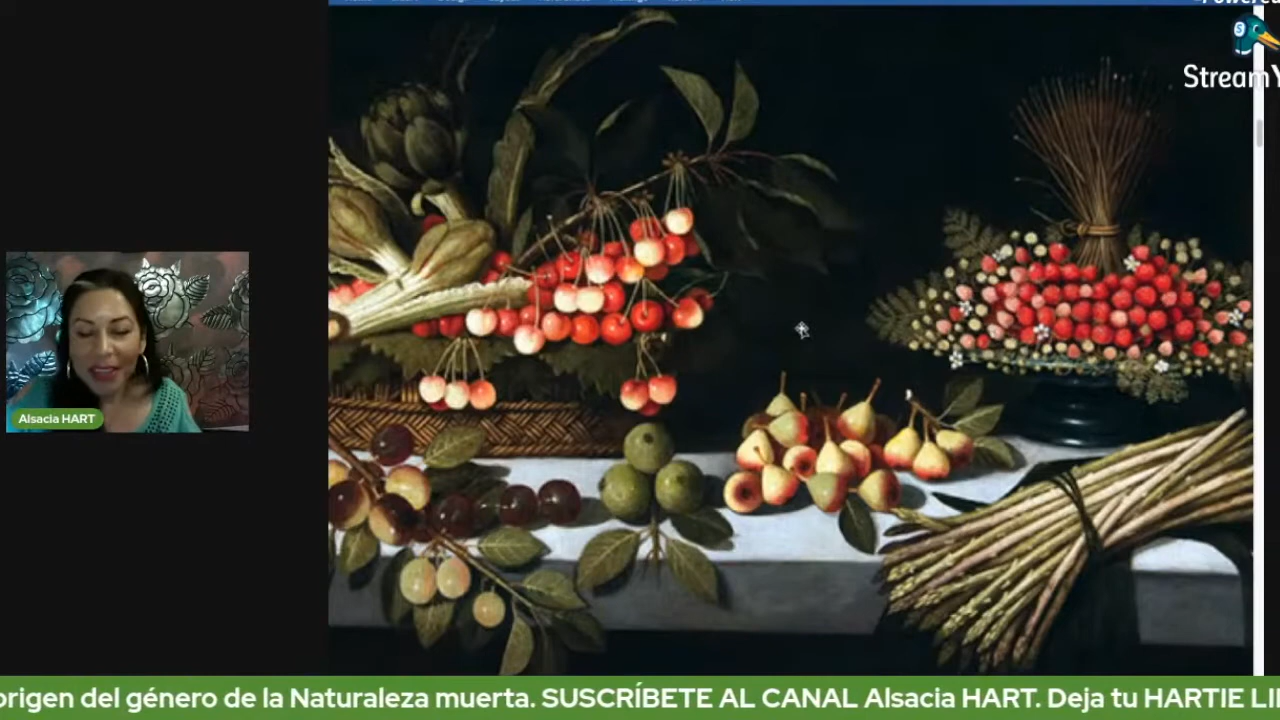 StreamY
Alsacia HART
origen del género de la Naturaleza muerta. SUSCRÍBETE AL CANAL Alsacia HART. Deja tu HARTIE LI